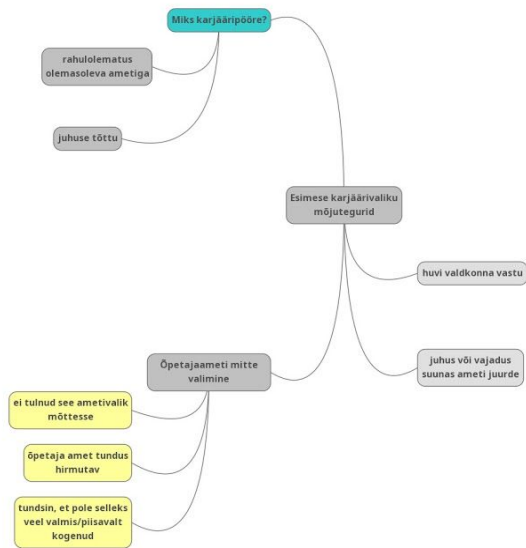 Miks karjääripööre?
rahulolematus
olemasoleva ametiga
juhuse tõttu
Esimese karjäärivaliku
mõjutegurid
huvi valdkonna vastu
juhus või vajadus
suunas ameti juurde
Õpetajaameti mitte
valimine
ei tulnud see ametivalik
mõttesse
õpetaja amet tundus
hirmutav
tundsin, et pole selleks
veel valmis/piisavalt
kogenud